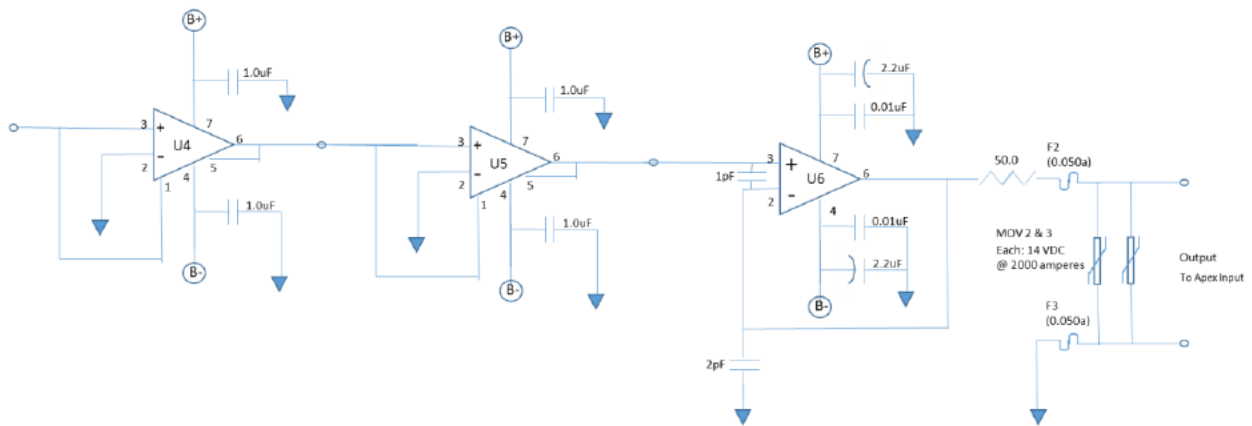 B+
1.0uF
3
+
U4
7
6
2
-
4
5
1
1.0uF
B-
B+
1.0uF
3
+
U5
7
6
2
-
4
5
1
1.0uF
B-
B+
2.2uF
0.01uF
3
+
U6
7
6
1pF
2
-
4
0.01uF
2.2uF
B-
2pF
50.0
F2
(0.050a)
MOV 2 & 3
Each: 14 VDC
@ 2000 amperes
F3
(0.050a)
Output
To Apex Input